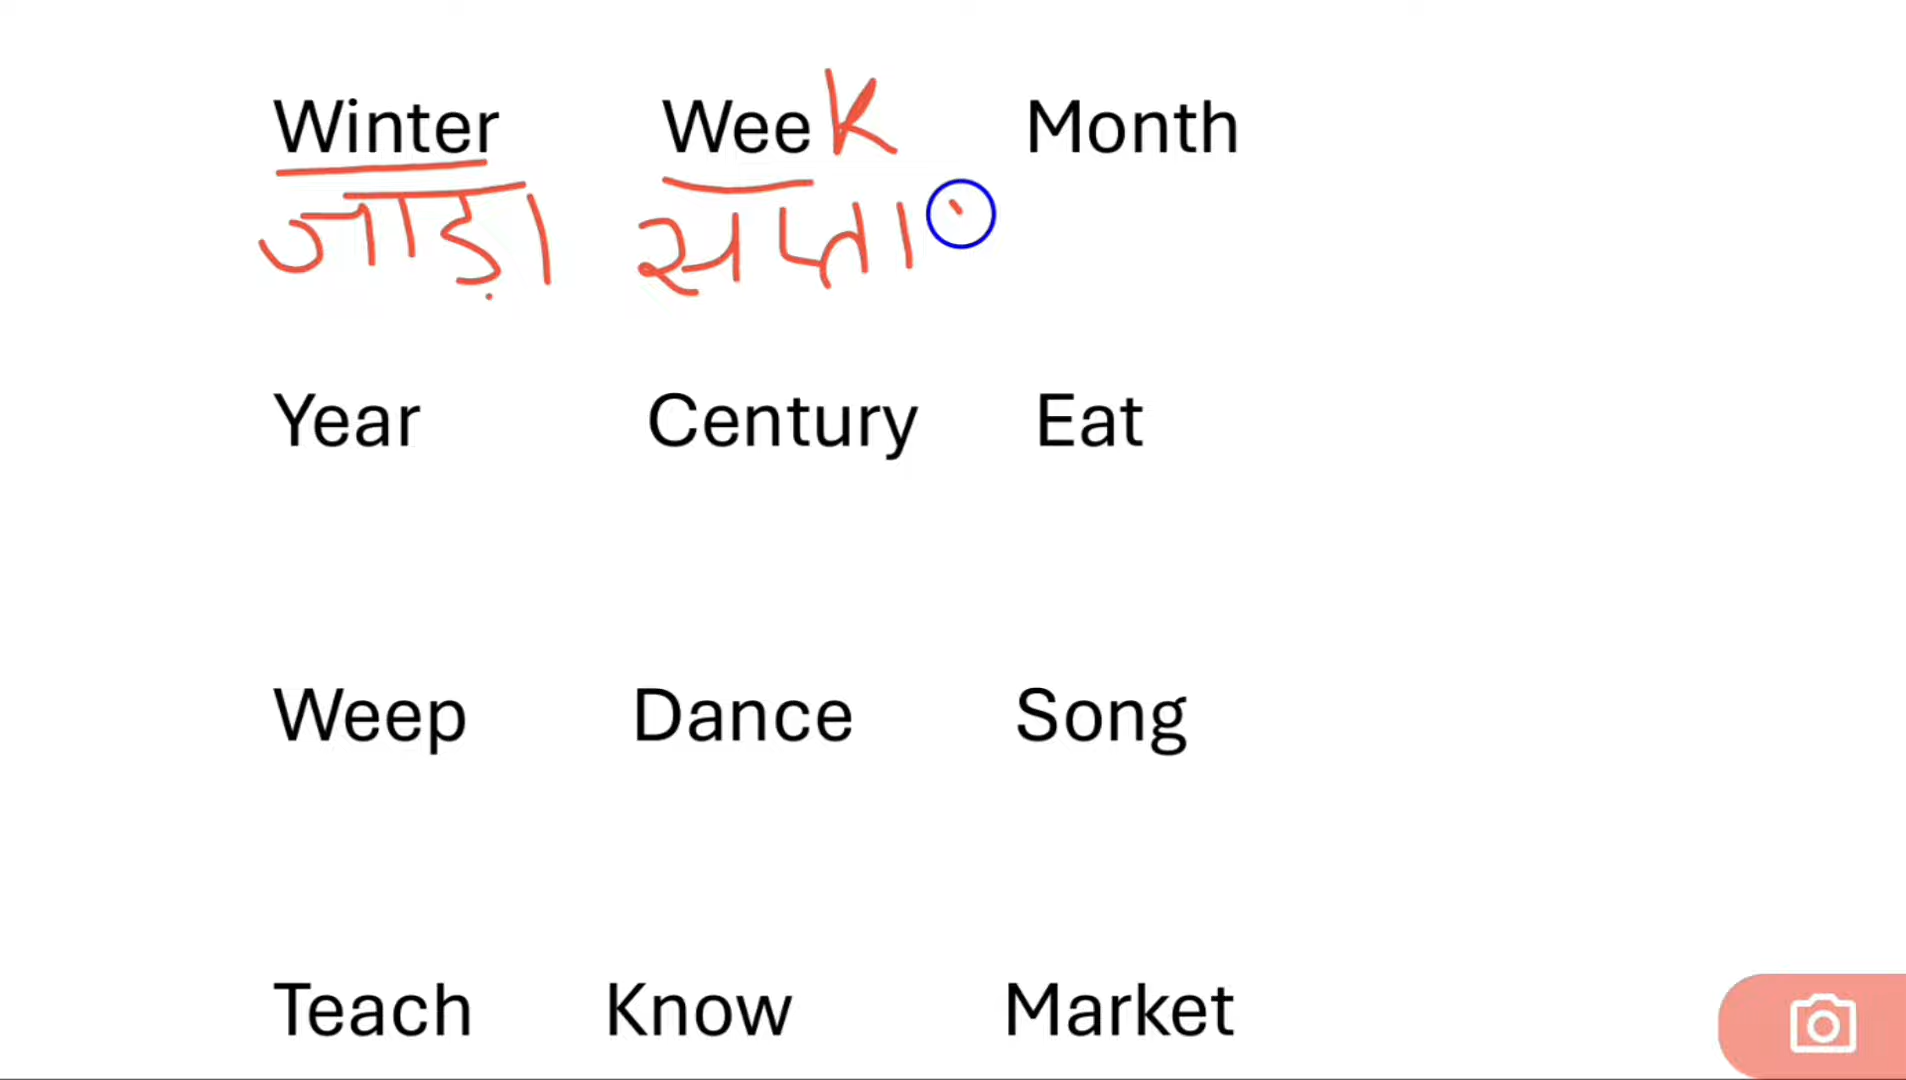 Winter Week Month
जाड़ा सप्ता
Year Century Eat
Weep Dance Song
Teach Know Market